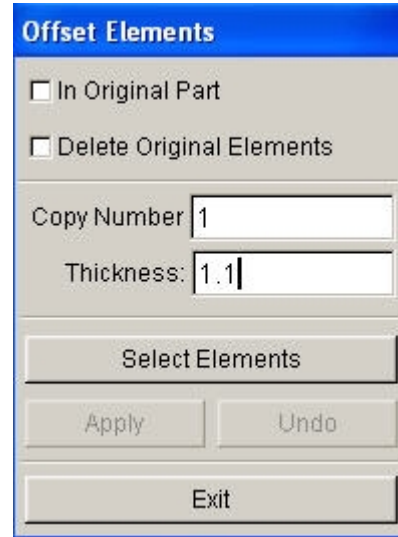 Offset Elements
In Original Part
Delete Original Elements
Copy Number 1
Thickness: 1.1
Select Elements
Apply Undo
Exit